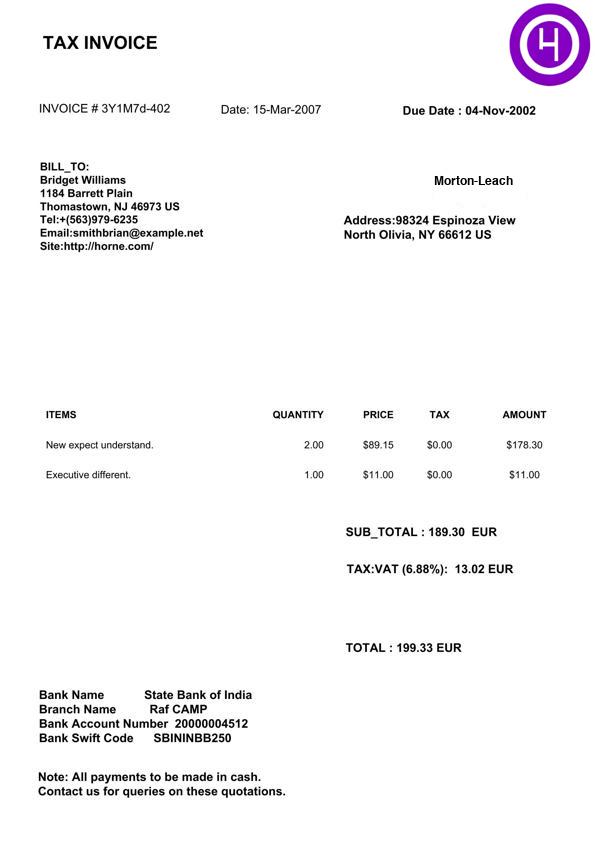 TAX INVOICE
INVOICE # 3Y1M7d-402 Date: 15-Mar-2007 Due Date : 04-Nov-2002
BILL_TO:
Bridget Williams
1184 Barrett Plain
Thomastown, NJ 46973 US
Tel:+(563)979-6235
Email:smithbrian@example.net
Site:http://horne.com/
Morton-Leach
Address:98324 Espinoza View
North Olivia, NY 66612 US
ITEMS QUANTITY PRICE TAX AMOUNT
New expect understand. 2.00 $89.15 $0.00 $178.30
Executive different. 1.00 $11.00 $0.00 $11.00
SUB_TOTAL : 189.30 EUR
TAX:VAT (6.88%): 13.02 EUR
TOTAL : 199.33 EUR
Bank Name State Bank of India
Branch Name Raf CAMP
Bank Account Number 20000004512
Bank Swift Code SBININBB250
Note: All payments to be made in cash.
Contact us for queries on these quotations.